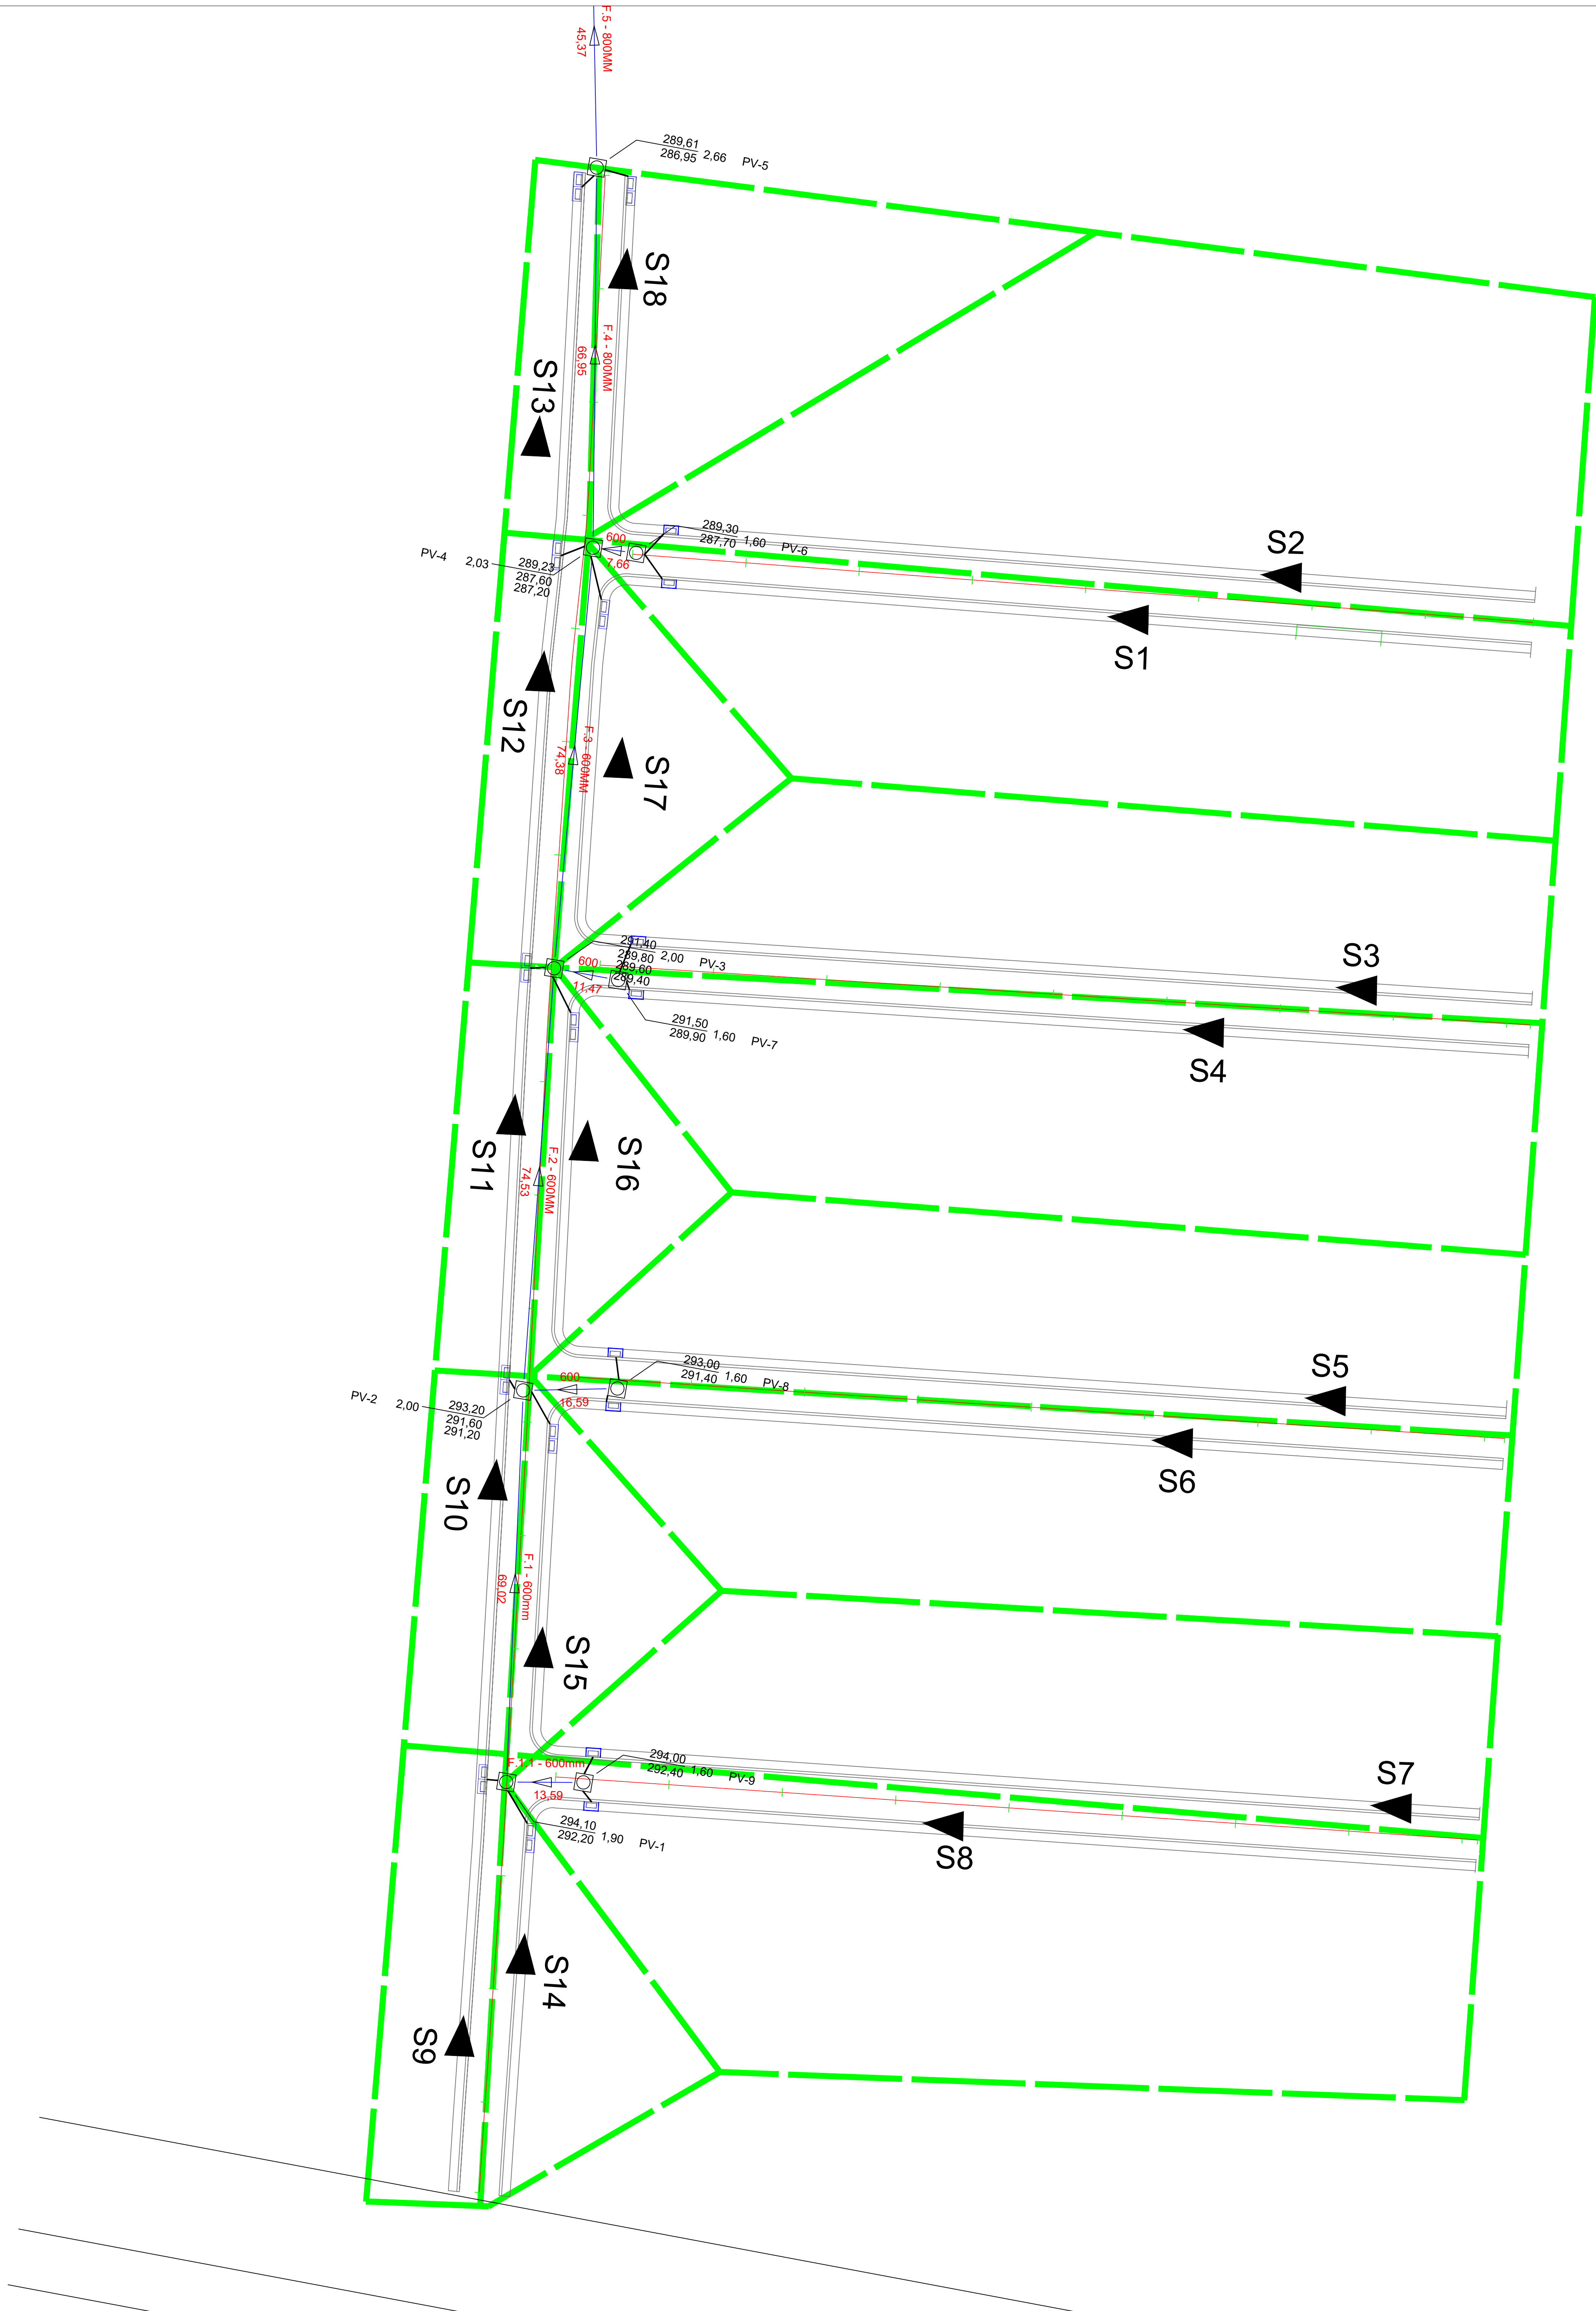 F.5 - 800MM
45,37
289,61
286,95 2,66 PV-5
S18
F.4 - 800MM
66,95
S13
289,30
287,70 1,60 PV-6
600
7,66
PV-4 2,03 289,23
287,60
287,20
S2
S1
S12
F.3 - 600MM
74,38
S17
291,40
289,80 2,00 PV-3
289,60
289,40
600
11,47
291,50
289,90 1,60 PV-7
S3
S4
S11
F.2 - 600MM
74,53
S16
293,00
291,40 1,60 PV-8
600
16,59
PV-2 2,00 293,20
291,60
291,20
S5
S6
S10
F.1 - 600mm
69,02
S15
294,00
292,40 1,60 PV-9
F.1.1 - 600mm
13,59
294,10
292,20 1,90 PV-1
S7
S8
S14
S9